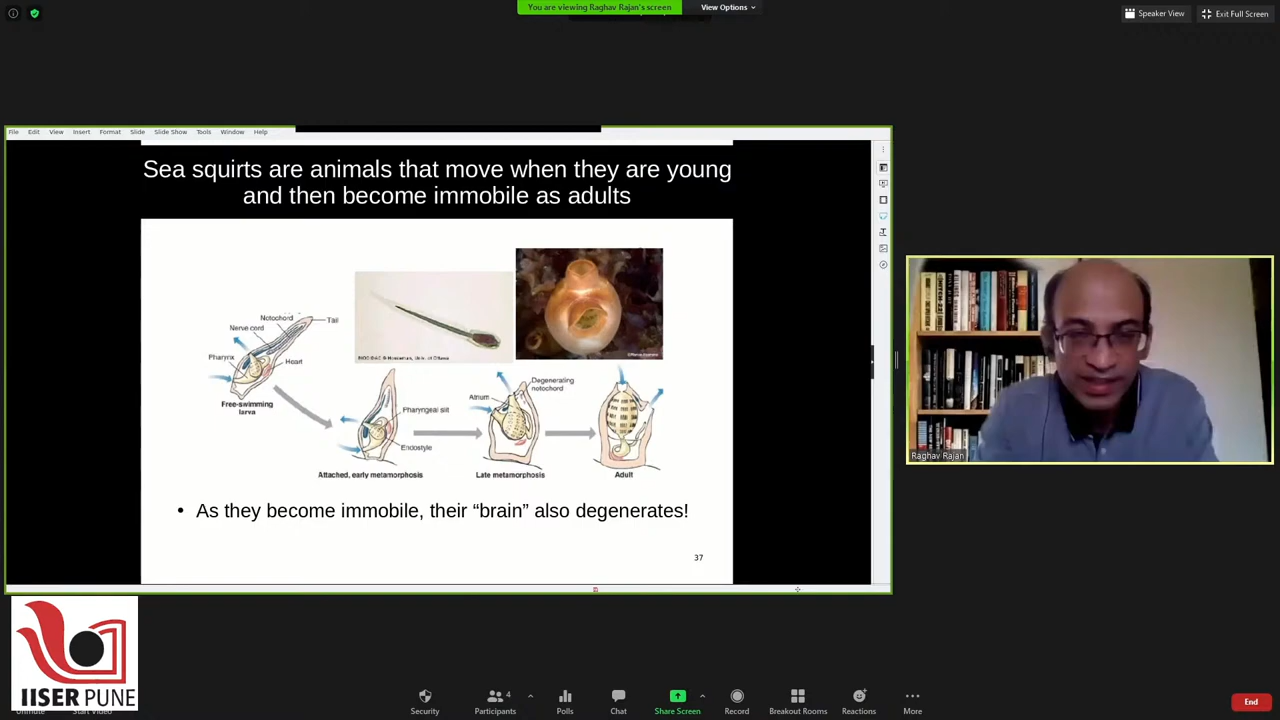 You are viewing Raghav Rajan's screen
View Options
Speaker View
Exit Full Screen
File Edit View Insert Format Slide Slide Show Tools Window Help
Sea squirts are animals that move when they are young
and then become immobile as adults
Notochord
Tail
Nerve cord
Pharynx
Heart
Free-swimming
larva
Pharyngeal slit
Endostyle
Attached, early metamorphosis
Degenerating
notochord
Atrium
Late metamorphosis
Adult
• As they become immobile, their “brain” also degenerates!
37
Raghav Rajan
IISER PUNE
Unmute
Start Video
Security
Participants
4
Polls
Chat
Share Screen
Record
Breakout Rooms
Reactions
More
End